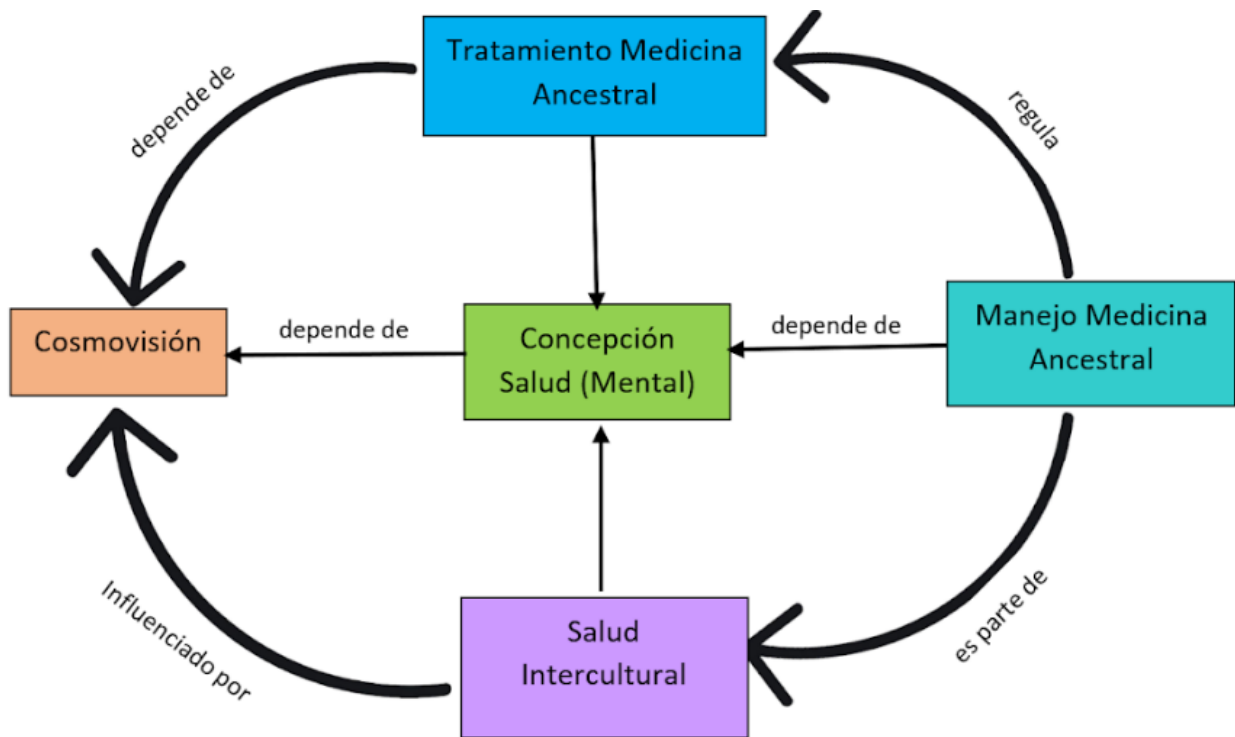 Tratamiento Medicina
Ancestral
depende de
regula
Cosmovisión
depende de
Concepción
Salud (Mental)
depende de
Manejo Medicina
Ancestral
Influenciado por
Salud
Intercultural
es parte de